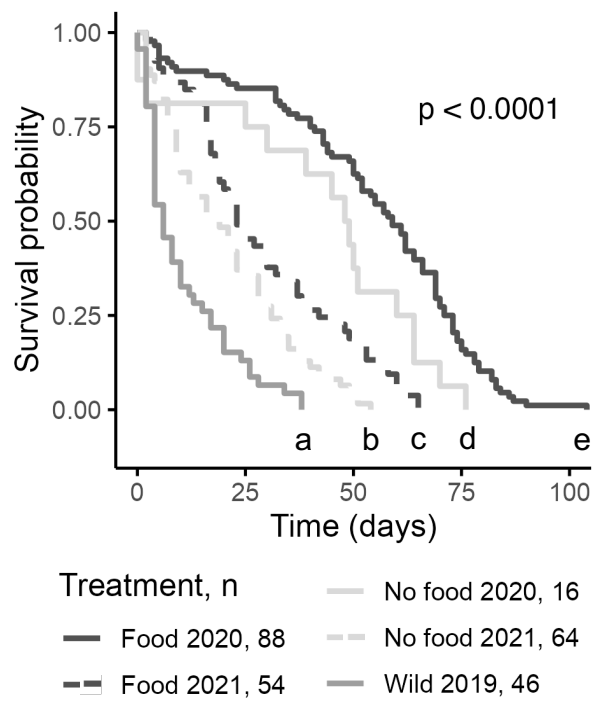 Survival probability
1.00
0.75
0.50
0.25
0.00
p < 0.0001
a b c d e
0 25 50 75 100
Time (days)
Treatment, n
Food 2020, 88
Food 2021, 54
No food 2020, 16
No food 2021, 64
Wild 2019, 46